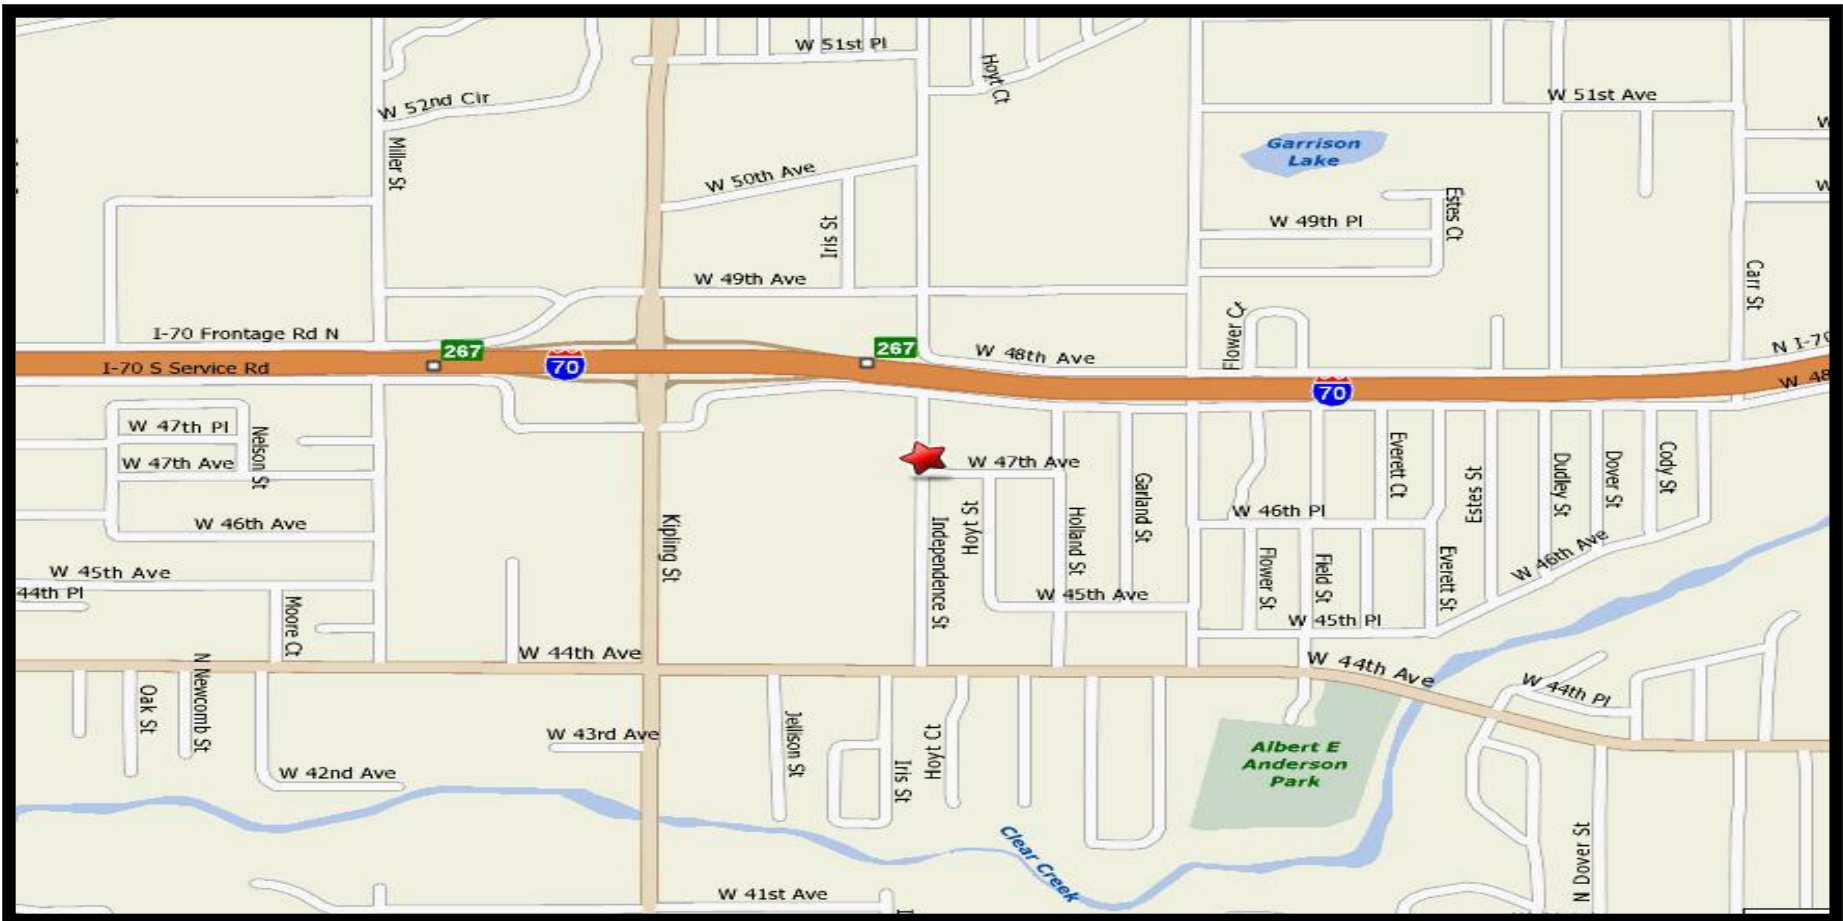 W 51st Pl
Hoyt Ct
W 51st Ave
W 52nd Cir
Garrison
Lake
Miller St
W 50th Ave
Estes Ct
W 49th Pl
Iris St
W 49th Ave
Carr St
Flower Ct
I-70 Frontage Rd N
267
267
W 48th Ave
N I-70
I-70 S Service Rd
70
70
W 48
W 47th Pl
Nelson St
W 47th Ave
W 47th Ave
Everett Ct
Estes St
Dudley St
Dover St
Cody St
Garland St
W 46th Ave
Kipling St
Independence St
Hoyt St
Holland St
W 46th Pl
W 46th Ave
W 45th Ave
44th Pl
Moore Ct
W 45th Ave
Flower St
Field St
Everett St
W 45th Pl
W 44th Ave
W 44th Ave
W 44th Pl
N Newcomb St
Oak St
W 43rd Ave
Jellison St
Iris St
Hoyt Ct
Albert E
Anderson
Park
W 42nd Ave
Clear Creek
N Dover St
W 41st Ave